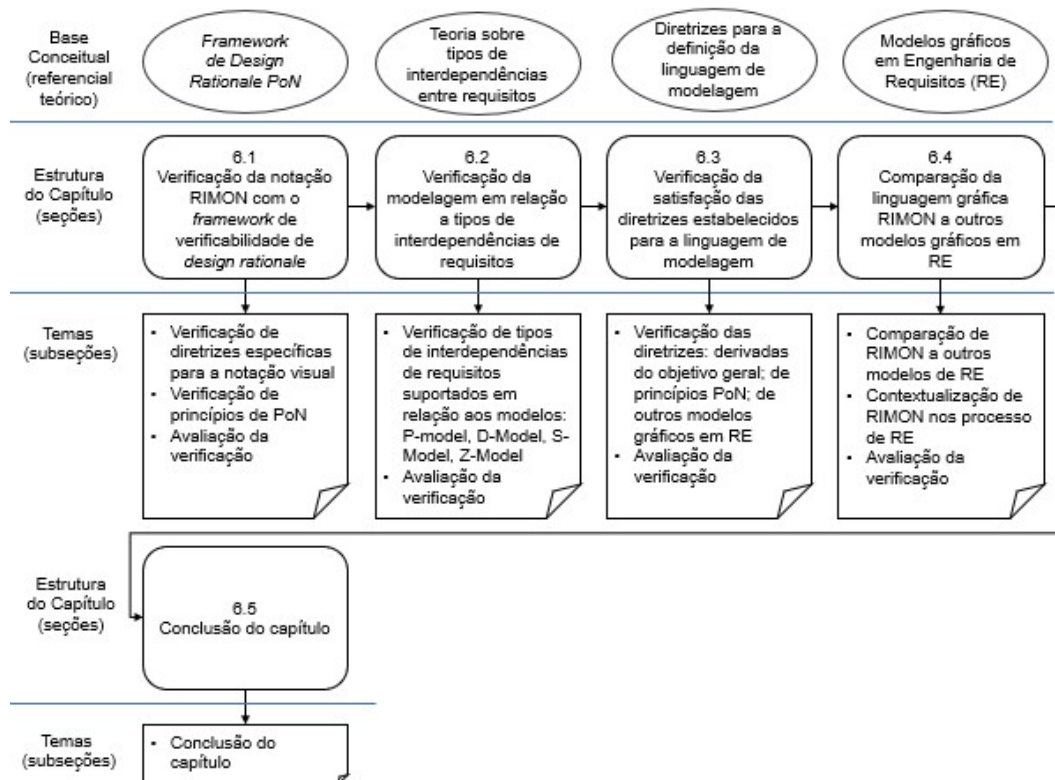 Base
Conceitual
(referencial
teórico)
Framework
de Design
Rationale PoN
Teoria sobre
tipos de
interdependências
entre requisitos
Diretrizes para a
definição da
linguagem de
modelagem
Modelos gráficos
em Engenharia de
Requisitos (RE)
Estrutura
do Capítulo
(seções)
6.1
Verificação da notação
RIMON com o
framework de
verificabilidade de
design rationale
6.2
Verificação da
modelagem em relação
a tipos de
interdependências de
requisitos
6.3
Verificação da
satisfação das
diretrizes estabelecidos
para a linguagem de
modelagem
6.4
Comparação da
linguagem gráfica
RIMON a outros
modelos gráficos em
RE
Temas
(subseções)
• Verificação de
diretrizes específicas
para a notação visual
• Verificação de
princípios de PoN
• Avaliação da
verificação
• Verificação de tipos
de interdependências
de requisitos
suportados em
relação aos modelos:
P-model, D-Model, S-
Model, Z-Model
• Avaliação da
verificação
• Verificação das
diretrizes: derivadas
do objetivo geral; de
princípios PoN; de
outros modelos
gráficos em RE
• Avaliação da
verificação
• Comparação de
RIMON a outros
modelos de RE
• Contextualização de
RIMON nos processo
de RE
• Avaliação da
verificação
Estrutura
do Capítulo
(seções)
6.5
Conclusão do capítulo
Temas
(subseções)
• Conclusão do
capítulo